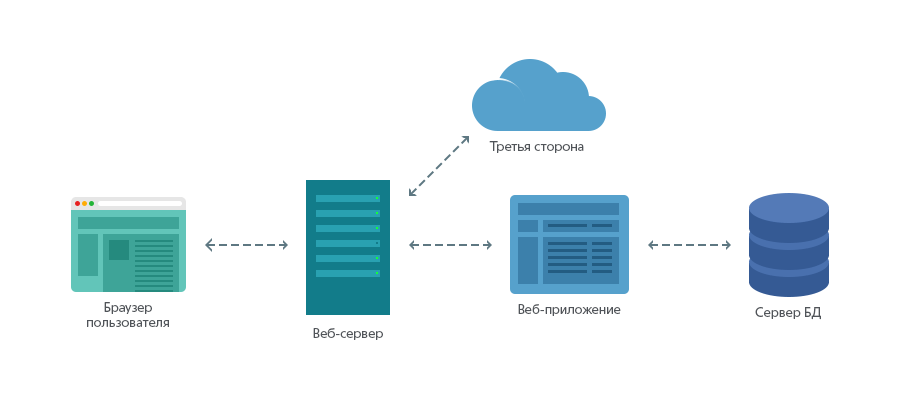 Третья сторона
Браузер
пользователя
Веб-сервер
Веб-приложение
Сервер БД